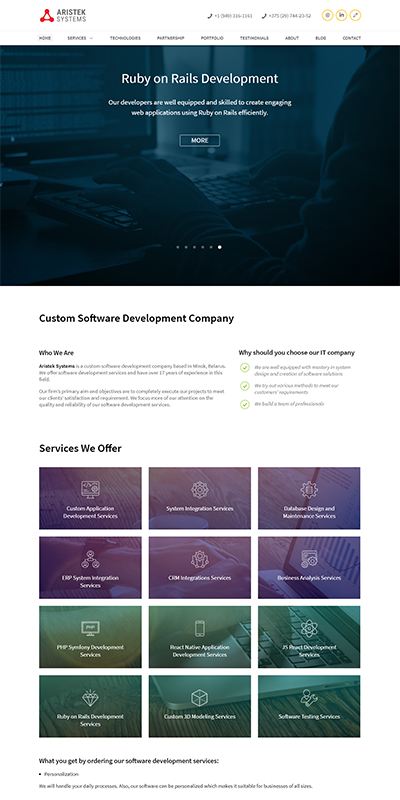 ARISTEK
SYSTEMS
+1 (949) 316-1161
+375 (29) 744-23-52
HOME SERVICES TECHNOLOGIES PARTNERSHIP PORTFOLIO TESTIMONIALS ABOUT BLOG CONTACT
Ruby on Rails Development
Our developers are well equipped and skilled to create engaging
web applications using Ruby on Rails efficiently.
MORE
Custom Software Development Company
Who We Are
Aristek Systems is a custom software development company based in Minsk, Belarus.
We offer software development services and have over 17 years of experience in this
field.
Our firm's primary aim and objectives are to completely execute our projects to meet
our clients' satisfaction and requirement. We focus more of our attention on the
quality and reliability of our software development services.
Why should you choose our IT company
We are well equipped with mastery in system
design and creation of software solutions
We try out various methods to meet our
customers' requirements
We build a team of professionals
Services We Offer
Custom Application
Development Services
System Integration Services
Database Design and
Maintenance Services
ERP System Integration
Services
CRM Integrations Services
Business Analysis Services
PHP
PHP Symfony Development
Services
React Native Application
Development Services
JS React Development
Services
Ruby on Rails Development
Services
Custom 3D Modeling Services
Software Testing Services
What you get by ordering our software development services:
• Personalization
We will handle your daily processes. Also, our software can be personalized which makes it suitable for businesses of all sizes.